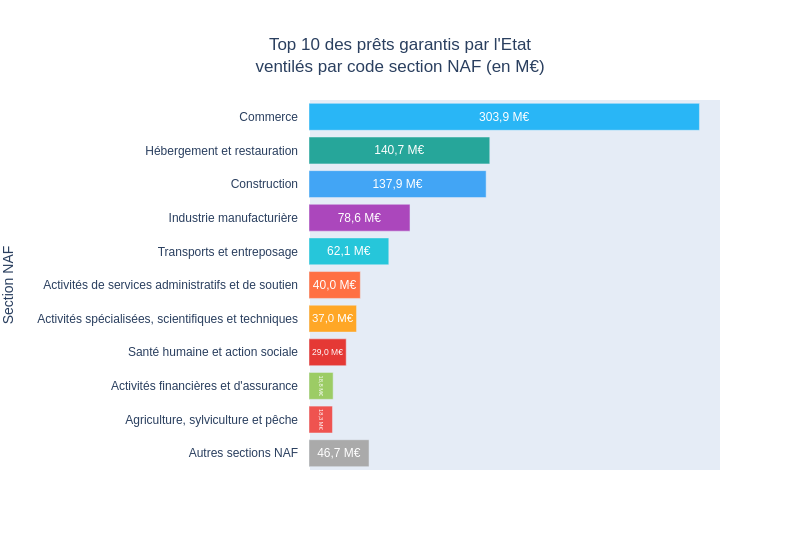 Top 10 des prêts garantis par l'Etat
ventilés par code section NAF (en M€)
Section NAF
Commerce 303,9 M€
Hébergement et restauration 140,7 M€
Construction 137,9 M€
Industrie manufacturière 78,6 M€
Transports et entreposage 62,1 M€
Activités de services administratifs et de soutien 40,0 M€
Activités spécialisées, scientifiques et techniques 37,0 M€
Santé humaine et action sociale 29,0 M€
Activités financières et d'assurance
Agriculture, sylviculture et pêche
Autres sections NAF 46,7 M€